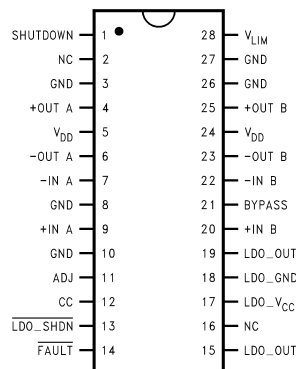 SHUTDOWN 1 28 VLIM
NC 2 27 GND
GND 3 26 GND
+OUT A 4 25 +OUT B
VDD 5 24 VDD
-OUT A 6 23 -OUT B
-IN A 7 22 -IN B
GND 8 21 BYPASS
+IN A 9 20 +IN B
GND 10 19 LDO_OUT
ADJ 11 18 LDO_GND
CC 12 17 LDO_VCC
LDO_SHDN 13 16 NC
FAULT 14 15 LDO_OUT